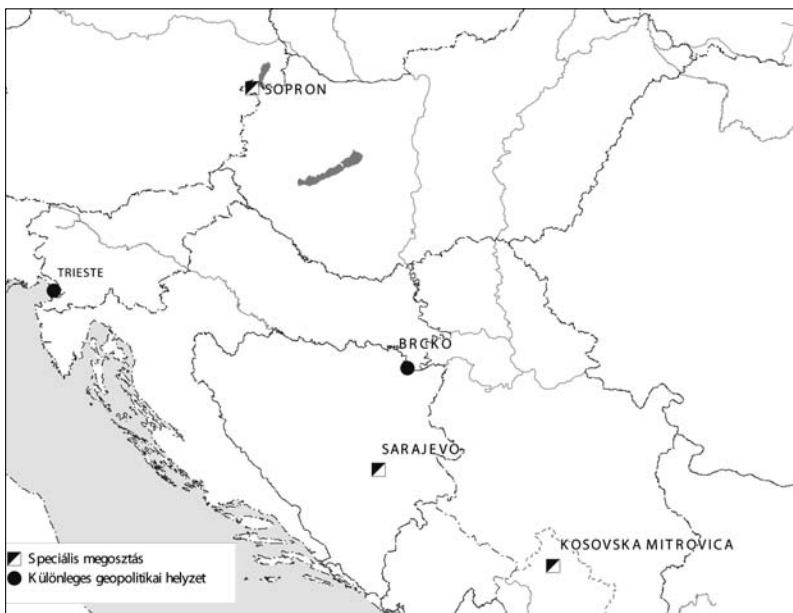 SOPRON
TRIESTE
BRCKO
SARAJEVO
KOSOVSKA MITROVICA
Speciális megosztás
Különleges geopolitikai helyzet